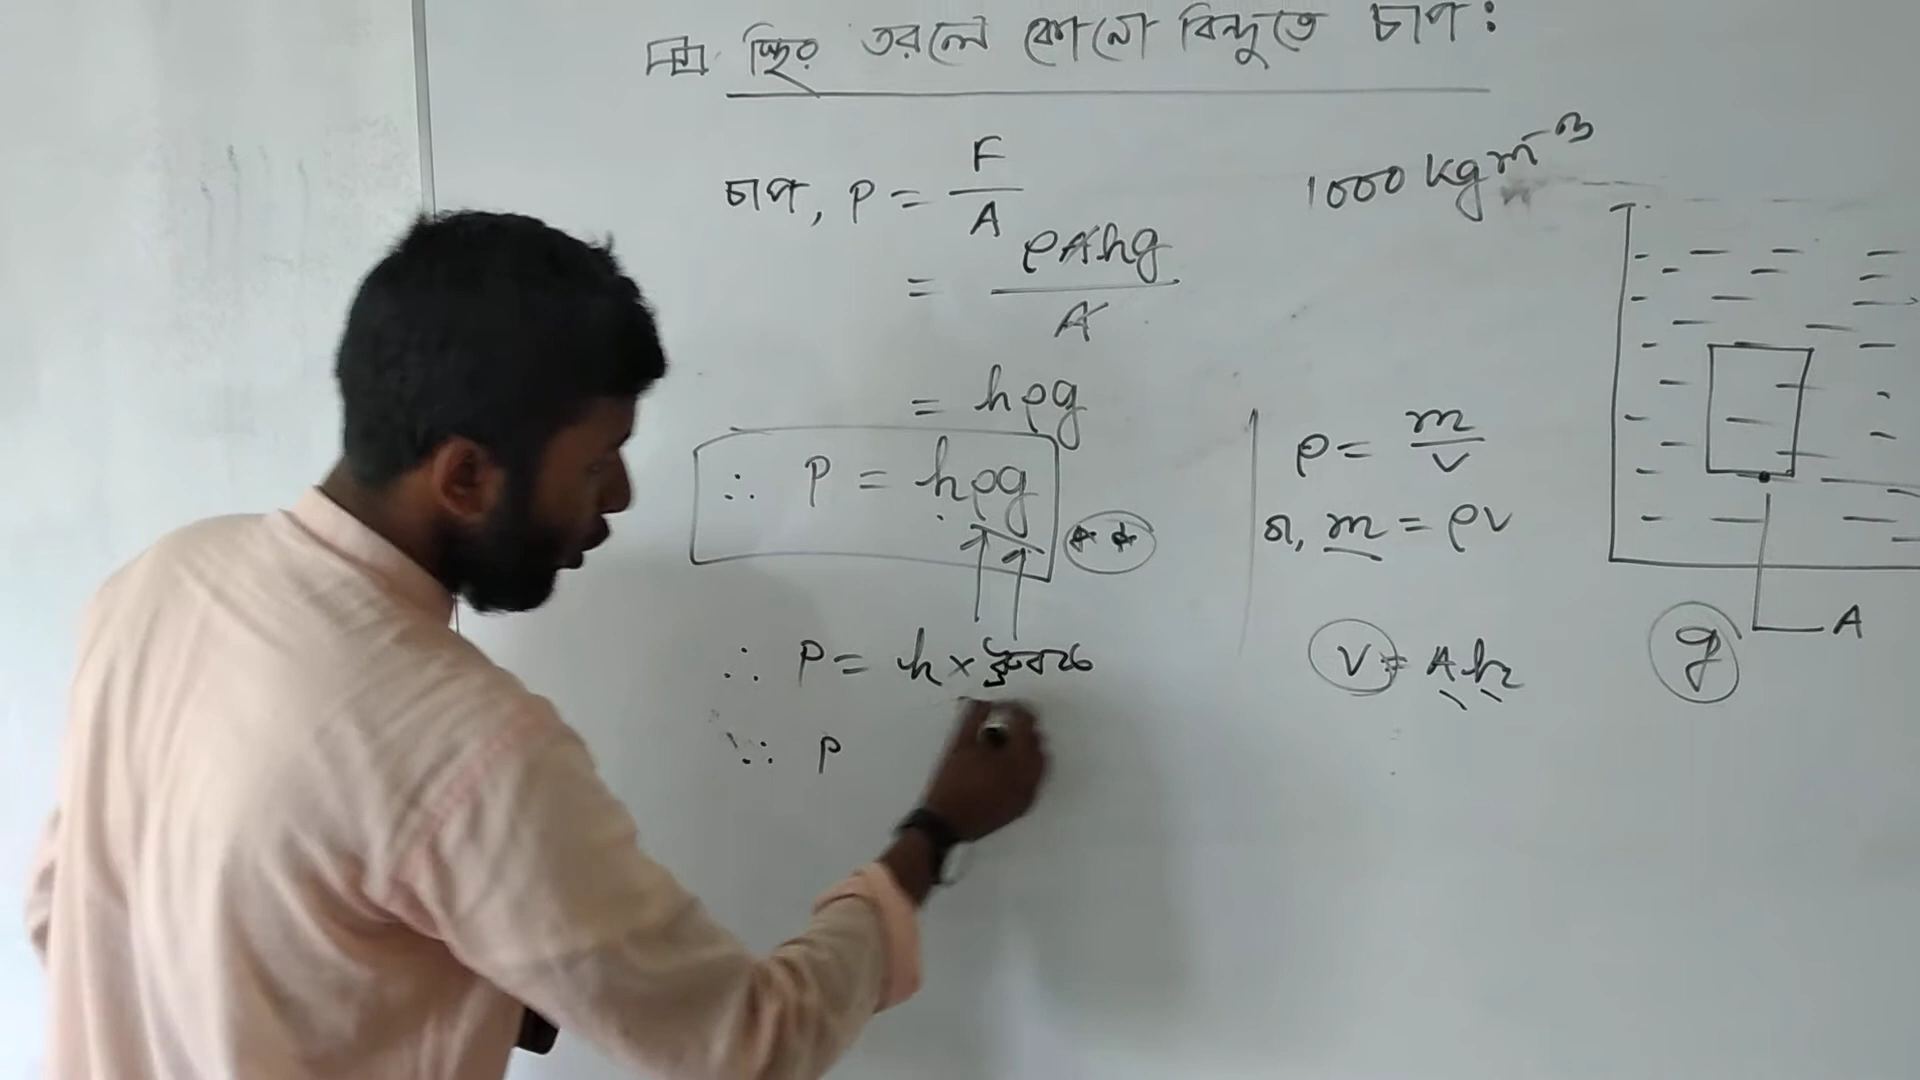 স্থির তরলে কোনো বিন্দুতে চাপ:
চাপ, P = F/A
= ρAhg/A
= hρg
∴ P = hρg
∴ P = h × ধ্রুবক
∴ P
1000 kgm⁻³
ρ = m/V
বা, m = ρV
V = Ah
g
A